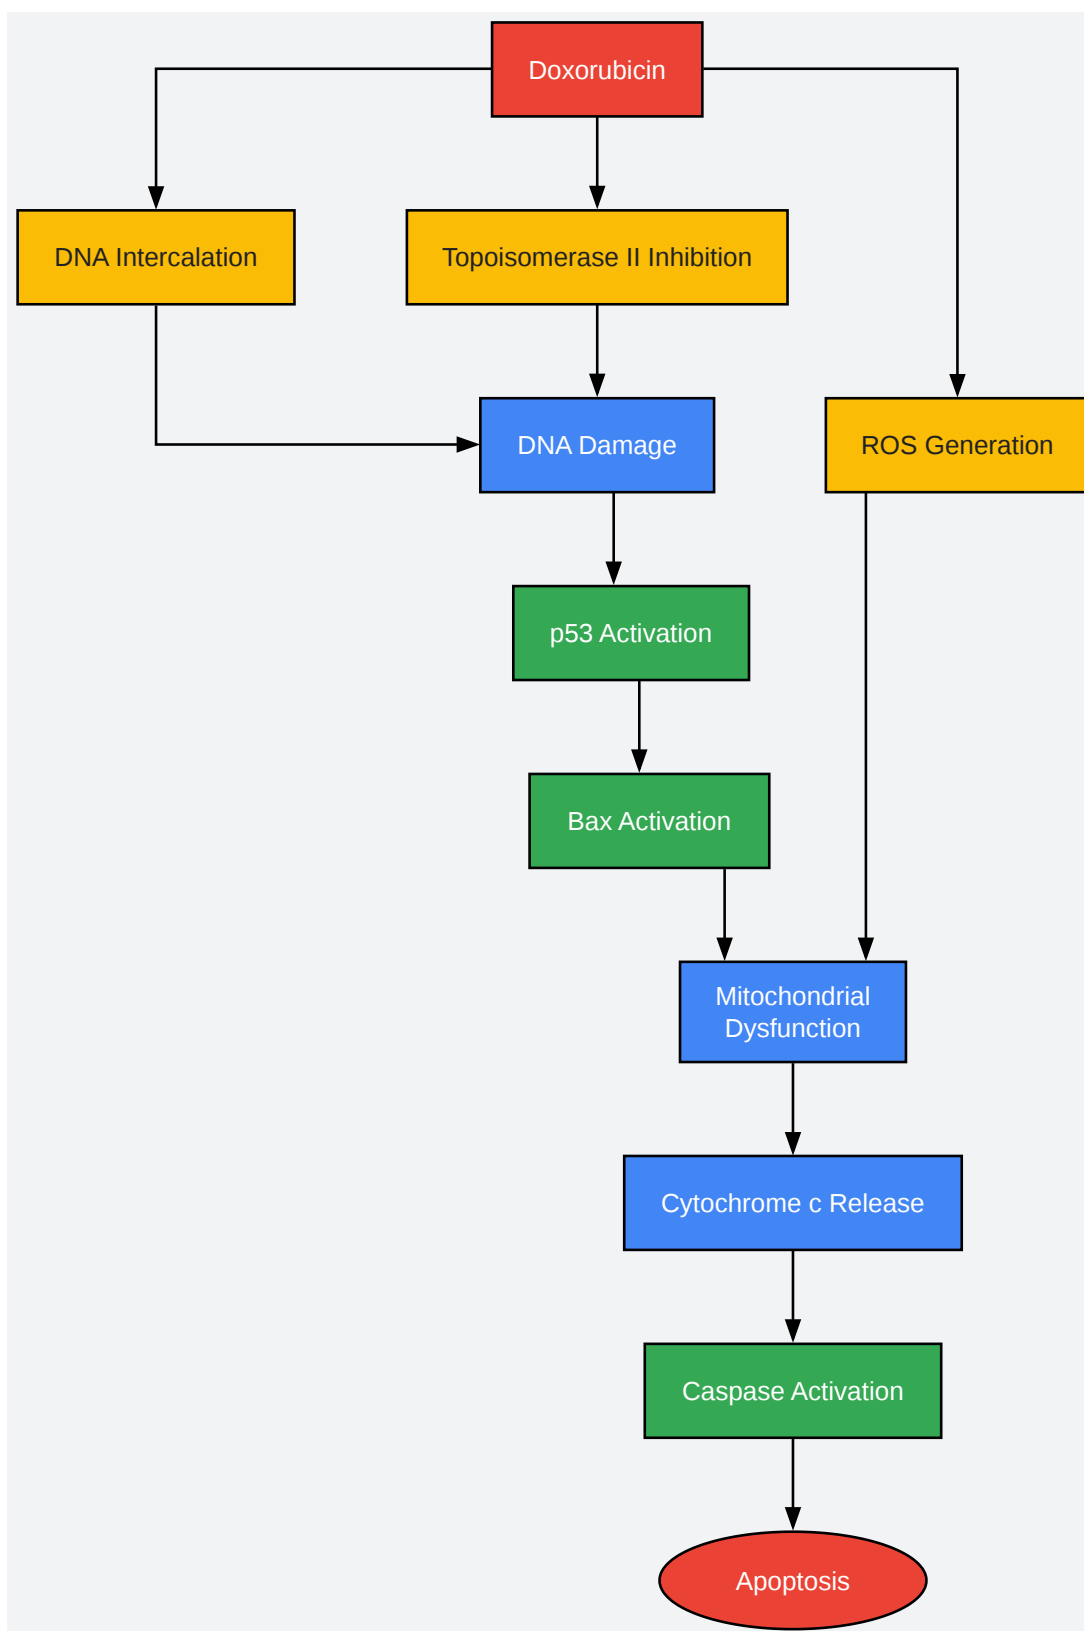 Doxorubicin
DNA Intercalation
Topoisomerase II Inhibition
DNA Damage
ROS Generation
p53 Activation
Bax Activation
Mitochondrial
Dysfunction
Cytochrome c Release
Caspase Activation
Apoptosis